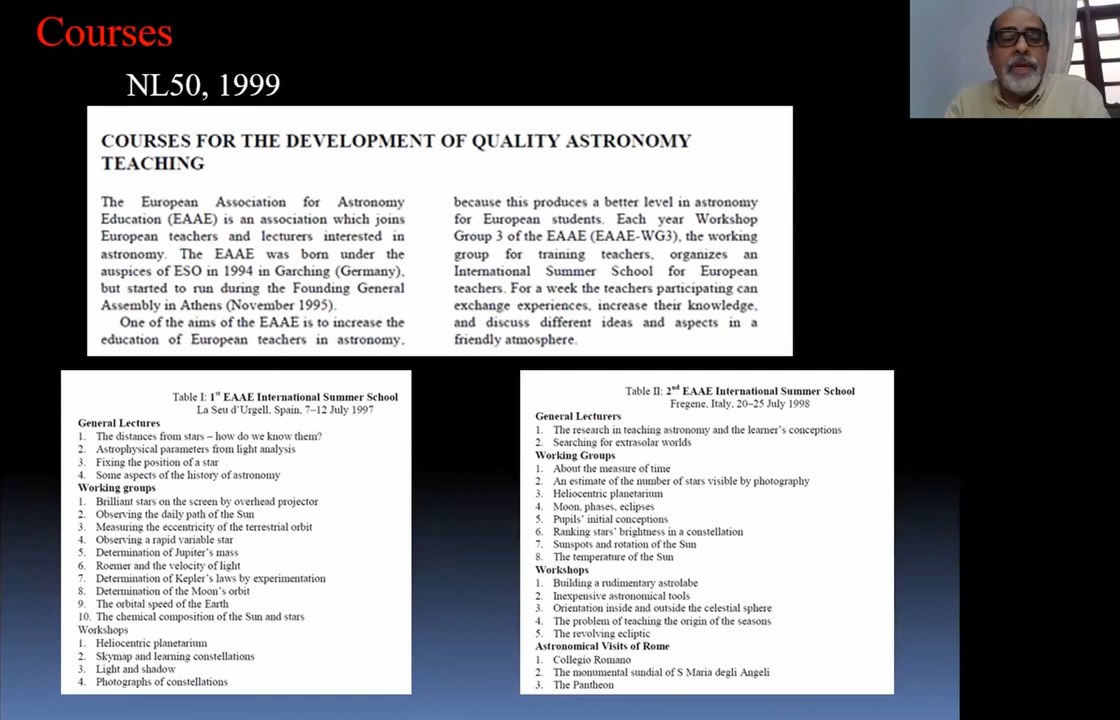 Courses
NL50, 1999
COURSES FOR THE DEVELOPMENT OF QUALITY ASTRONOMY
TEACHING
The European Association for Astronomy
Education (EAAE) is an association which joins
European teachers and lecturers interested in
astronomy. The EAAE was born under the
auspices of ESO in 1994 in Garching (Germany),
but started to run during the Founding General
Assembly in Athens (November 1995).
One of the aims of the EAAE is to increase the
education of European teachers in astronomy,
because this produces a better level in astronomy
for European students. Each year Workshop
Group 3 of the EAAE (EAAE-WG3), the working
group for training teachers, organizes an
International Summer School for European
teachers. For a week the teachers participating can
exchange experiences, increase their knowledge,
and discuss different ideas and aspects in a
friendly atmosphere.
Table I: 1st EAAE International Summer School
La Seu d'Urgell, Spain, 7–12 July 1997
General Lectures
1. The distances from stars – how do we know them?
2. Astrophysical parameters from light analysis
3. Fixing the position of a star
4. Some aspects of the history of astronomy
Working groups
1. Brilliant stars on the screen by overhead projector
2. Observing the daily path of the Sun
3. Measuring the eccentricity of the terrestrial orbit
4. Observing a rapid variable star
5. Determination of Jupiter's mass
6. Roemer and the velocity of light
7. Determination of Kepler's laws by experimentation
8. Determination of the Moon's orbit
9. The orbital speed of the Earth
10. The chemical composition of the Sun and stars
Workshops
1. Heliocentric planetarium
2. Skymap and learning constellations
3. Light and shadow
4. Photographs of constellations
Table II: 2nd EAAE International Summer School
Fregene, Italy, 20–25 July 1998
General Lecturers
1. The research in teaching astronomy and the learner's conceptions
2. Searching for extrasolar worlds
Working Groups
1. About the measure of time
2. An estimate of the number of stars visible by photography
3. Heliocentric planetarium
4. Moon, phases, eclipses
5. Pupils' initial conceptions
6. Ranking stars' brightness in a constellation
7. Sunspots and rotation of the Sun
8. The temperature of the Sun
Workshops
1. Building a rudimentary astrolabe
2. Inexpensive astronomical tools
3. Orientation inside and outside the celestial sphere
4. The problem of teaching the origin of the seasons
5. The revolving ecliptic
Astronomical Visits of Rome
1. Collegio Romano
2. The monumental sundial of S Maria degli Angeli
3. The Pantheon